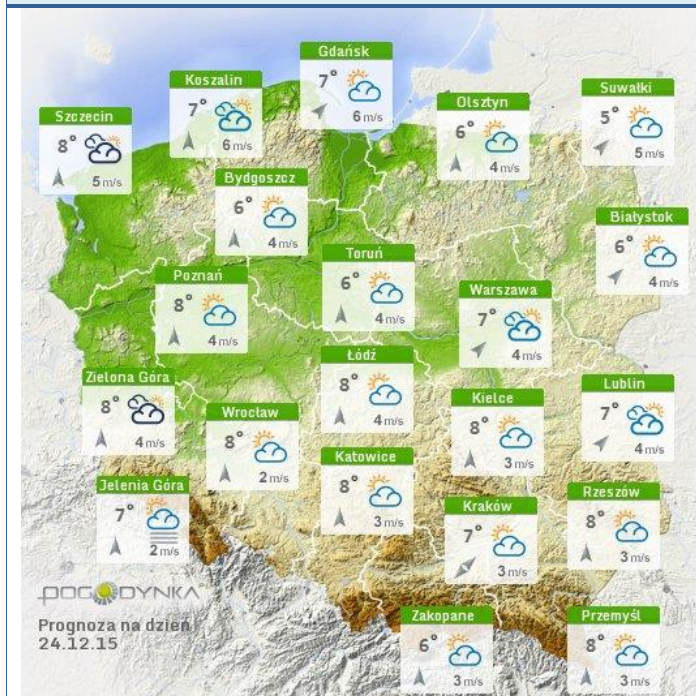 Gdańsk
7°
6 m/s
Koszalin
7°
6 m/s
Szczecin
8°
5 m/s
Olsztyn
6°
4 m/s
Suwałki
5°
5 m/s
Bydgoszcz
6°
4 m/s
Białystok
6°
4 m/s
Toruń
6°
4 m/s
Poznań
8°
4 m/s
Warszawa
7°
4 m/s
Łódź
8°
4 m/s
Zielona Góra
8°
4 m/s
Wrocław
8°
2 m/s
Kielce
8°
3 m/s
Lublin
7°
4 m/s
Katowice
8°
3 m/s
Jelenia Góra
7°
2 m/s
Kraków
7°
3 m/s
Rzeszów
8°
3 m/s
POGODYNKA
Prognoza na dzień
24.12.15
Zakopane
6°
3 m/s
Przemyśl
8°
3 m/s